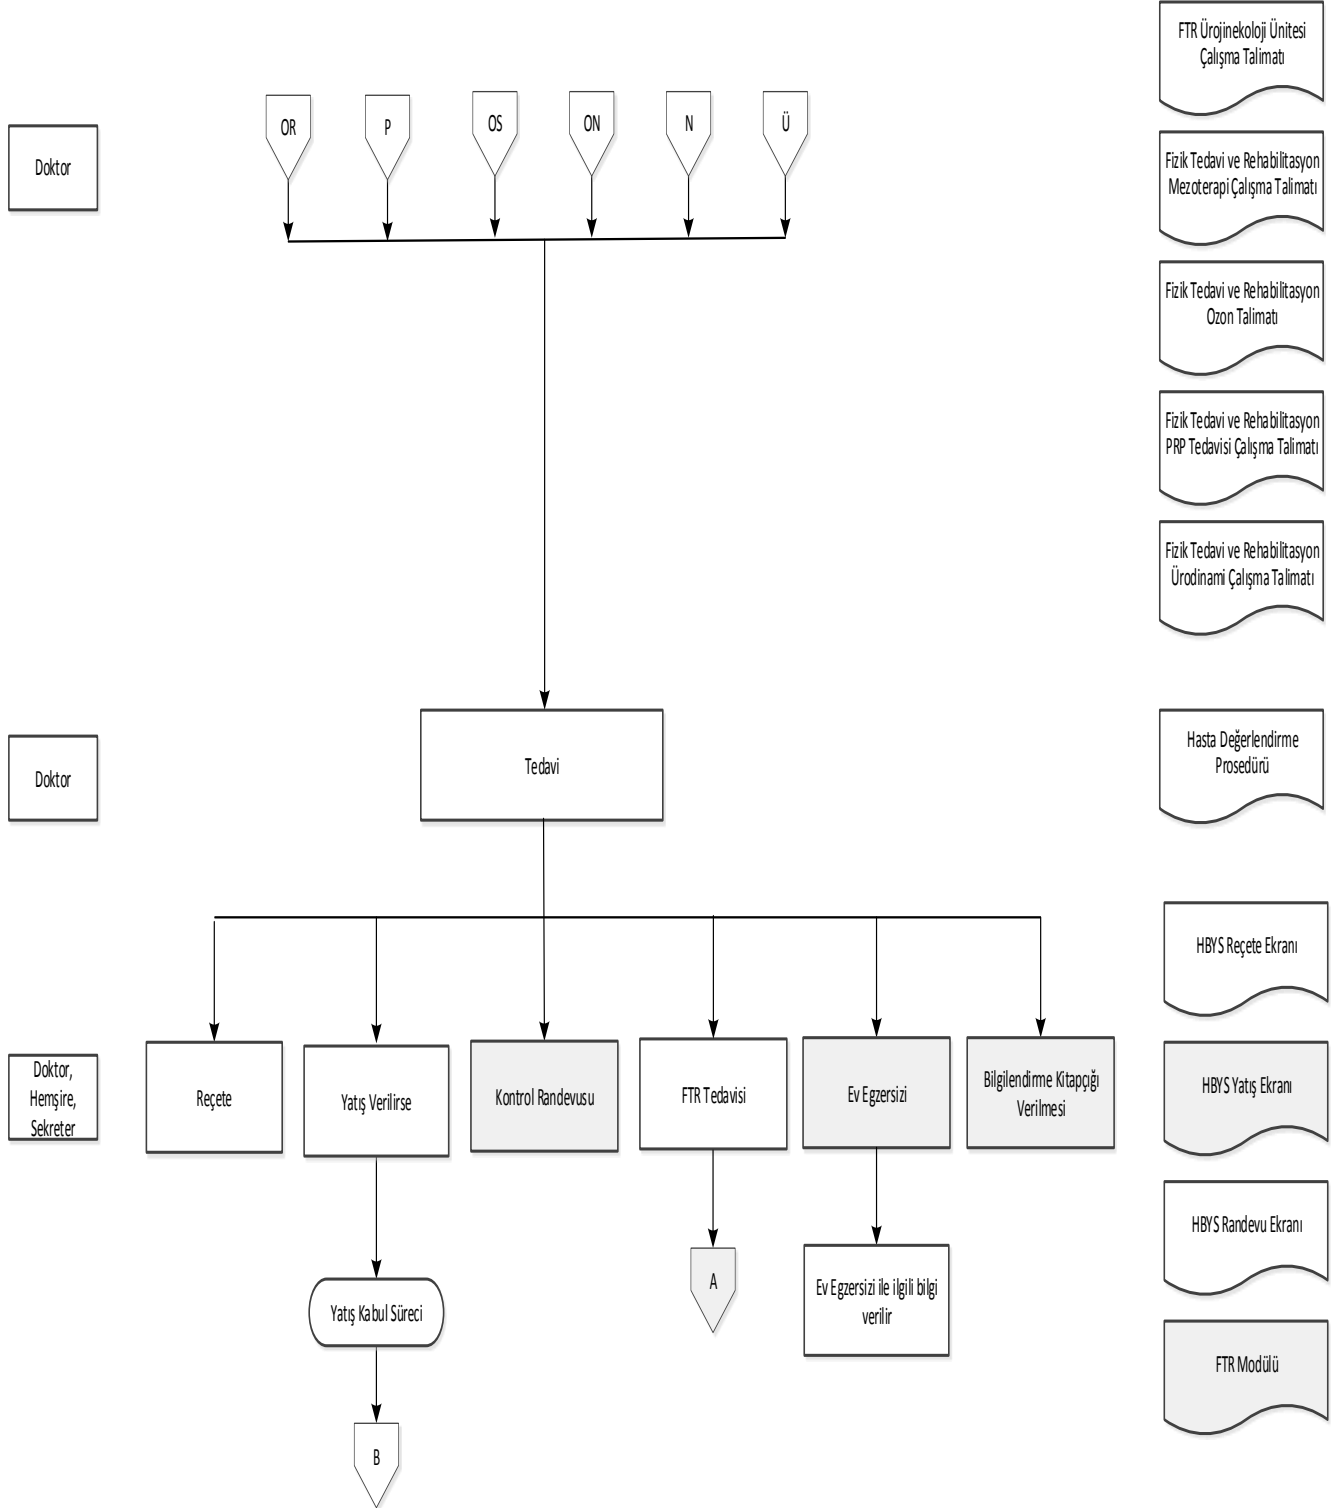 FTR Ürojinekoloji Ünitesi
Çalışma Talimatı
Doktor
OR
P
OS
ON
N
Ü
Fizik Tedavi ve Rehabilitasyon
Mezoterapi Çalışma Talimatı
Fizik Tedavi ve Rehabilitasyon
Ozon Talimatı
Fizik Tedavi ve Rehabilitasyon
PRP Tedavisi Çalışma Talimatı
Fizik Tedavi ve Rehabilitasyon
Ürodinami Çalışma Talimatı
Doktor
Tedavi
Hasta Değerlendirme
Prosedürü
HBYS Reçete Ekranı
Doktor,
Hemşire,
Sekreter
Reçete
Yatış Verilirse
Kontrol Randevusu
FTR Tedavisi
Ev Egzersizi
Bilgilendirme Kitapçığı
Verilmesi
HBYS Yatış Ekranı
HBYS Randevu Ekranı
Yatış Kabul Süreci
A
Ev Egzersizi ile ilgili bilgi
verilir
FTR Modülü
B